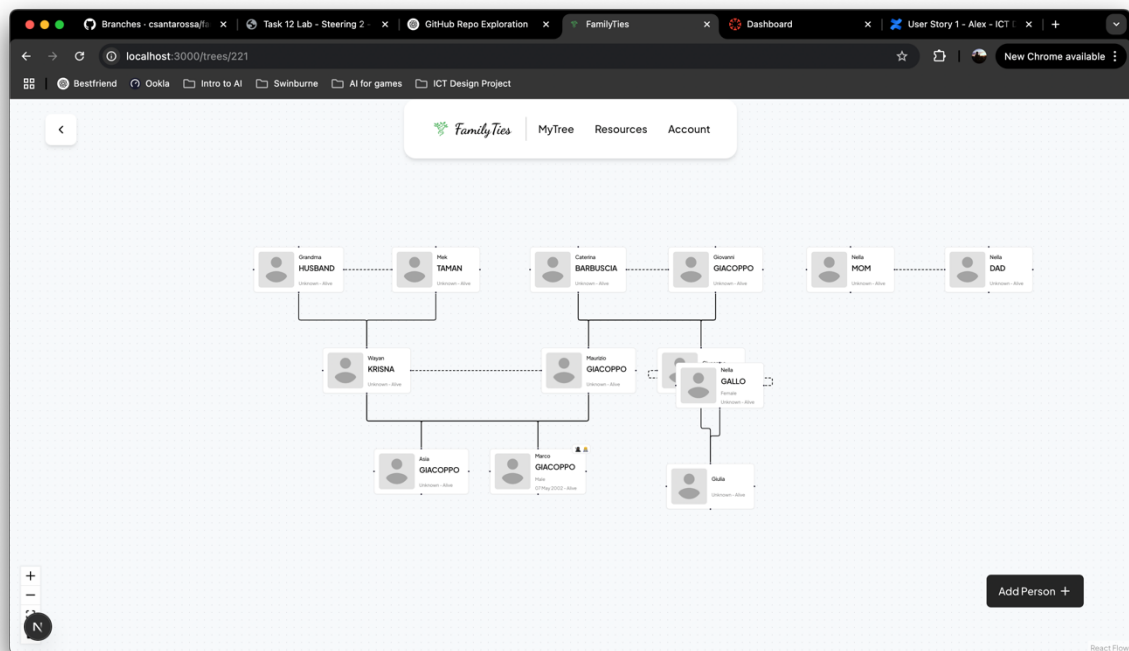 Branches · csantarossa/fa
Task 12 Lab - Steering 2 -
GitHub Repo Exploration
FamilyTies
Dashboard
User Story 1 - Alex - ICT D
localhost:3000/trees/221
New Chrome available
Bestfriend
Ookla
Intro to AI
Swinburne
AI for games
ICT Design Project
FamilyTies
MyTree
Resources
Account
Grandma
HUSBAND
Unknown - Alive
Mek
TAMAN
Unknown - Alive
Caterina
BARBUSCIA
Unknown - Alive
Giovanni
GIACOPPO
Unknown - Alive
Nella
MOM
Unknown - Alive
Nella
DAD
Unknown - Alive
Wayan
KRISNA
Unknown - Alive
Maurizio
GIACOPPO
Unknown - Alive
Nella
GALLO
Female
Unknown - Alive
Asia
GIACOPPO
Unknown - Alive
Marco
GIACOPPO
Male
07 May 2002 - Alive
Giulia
Unknown - Alive
Add Person +
N
React Flow